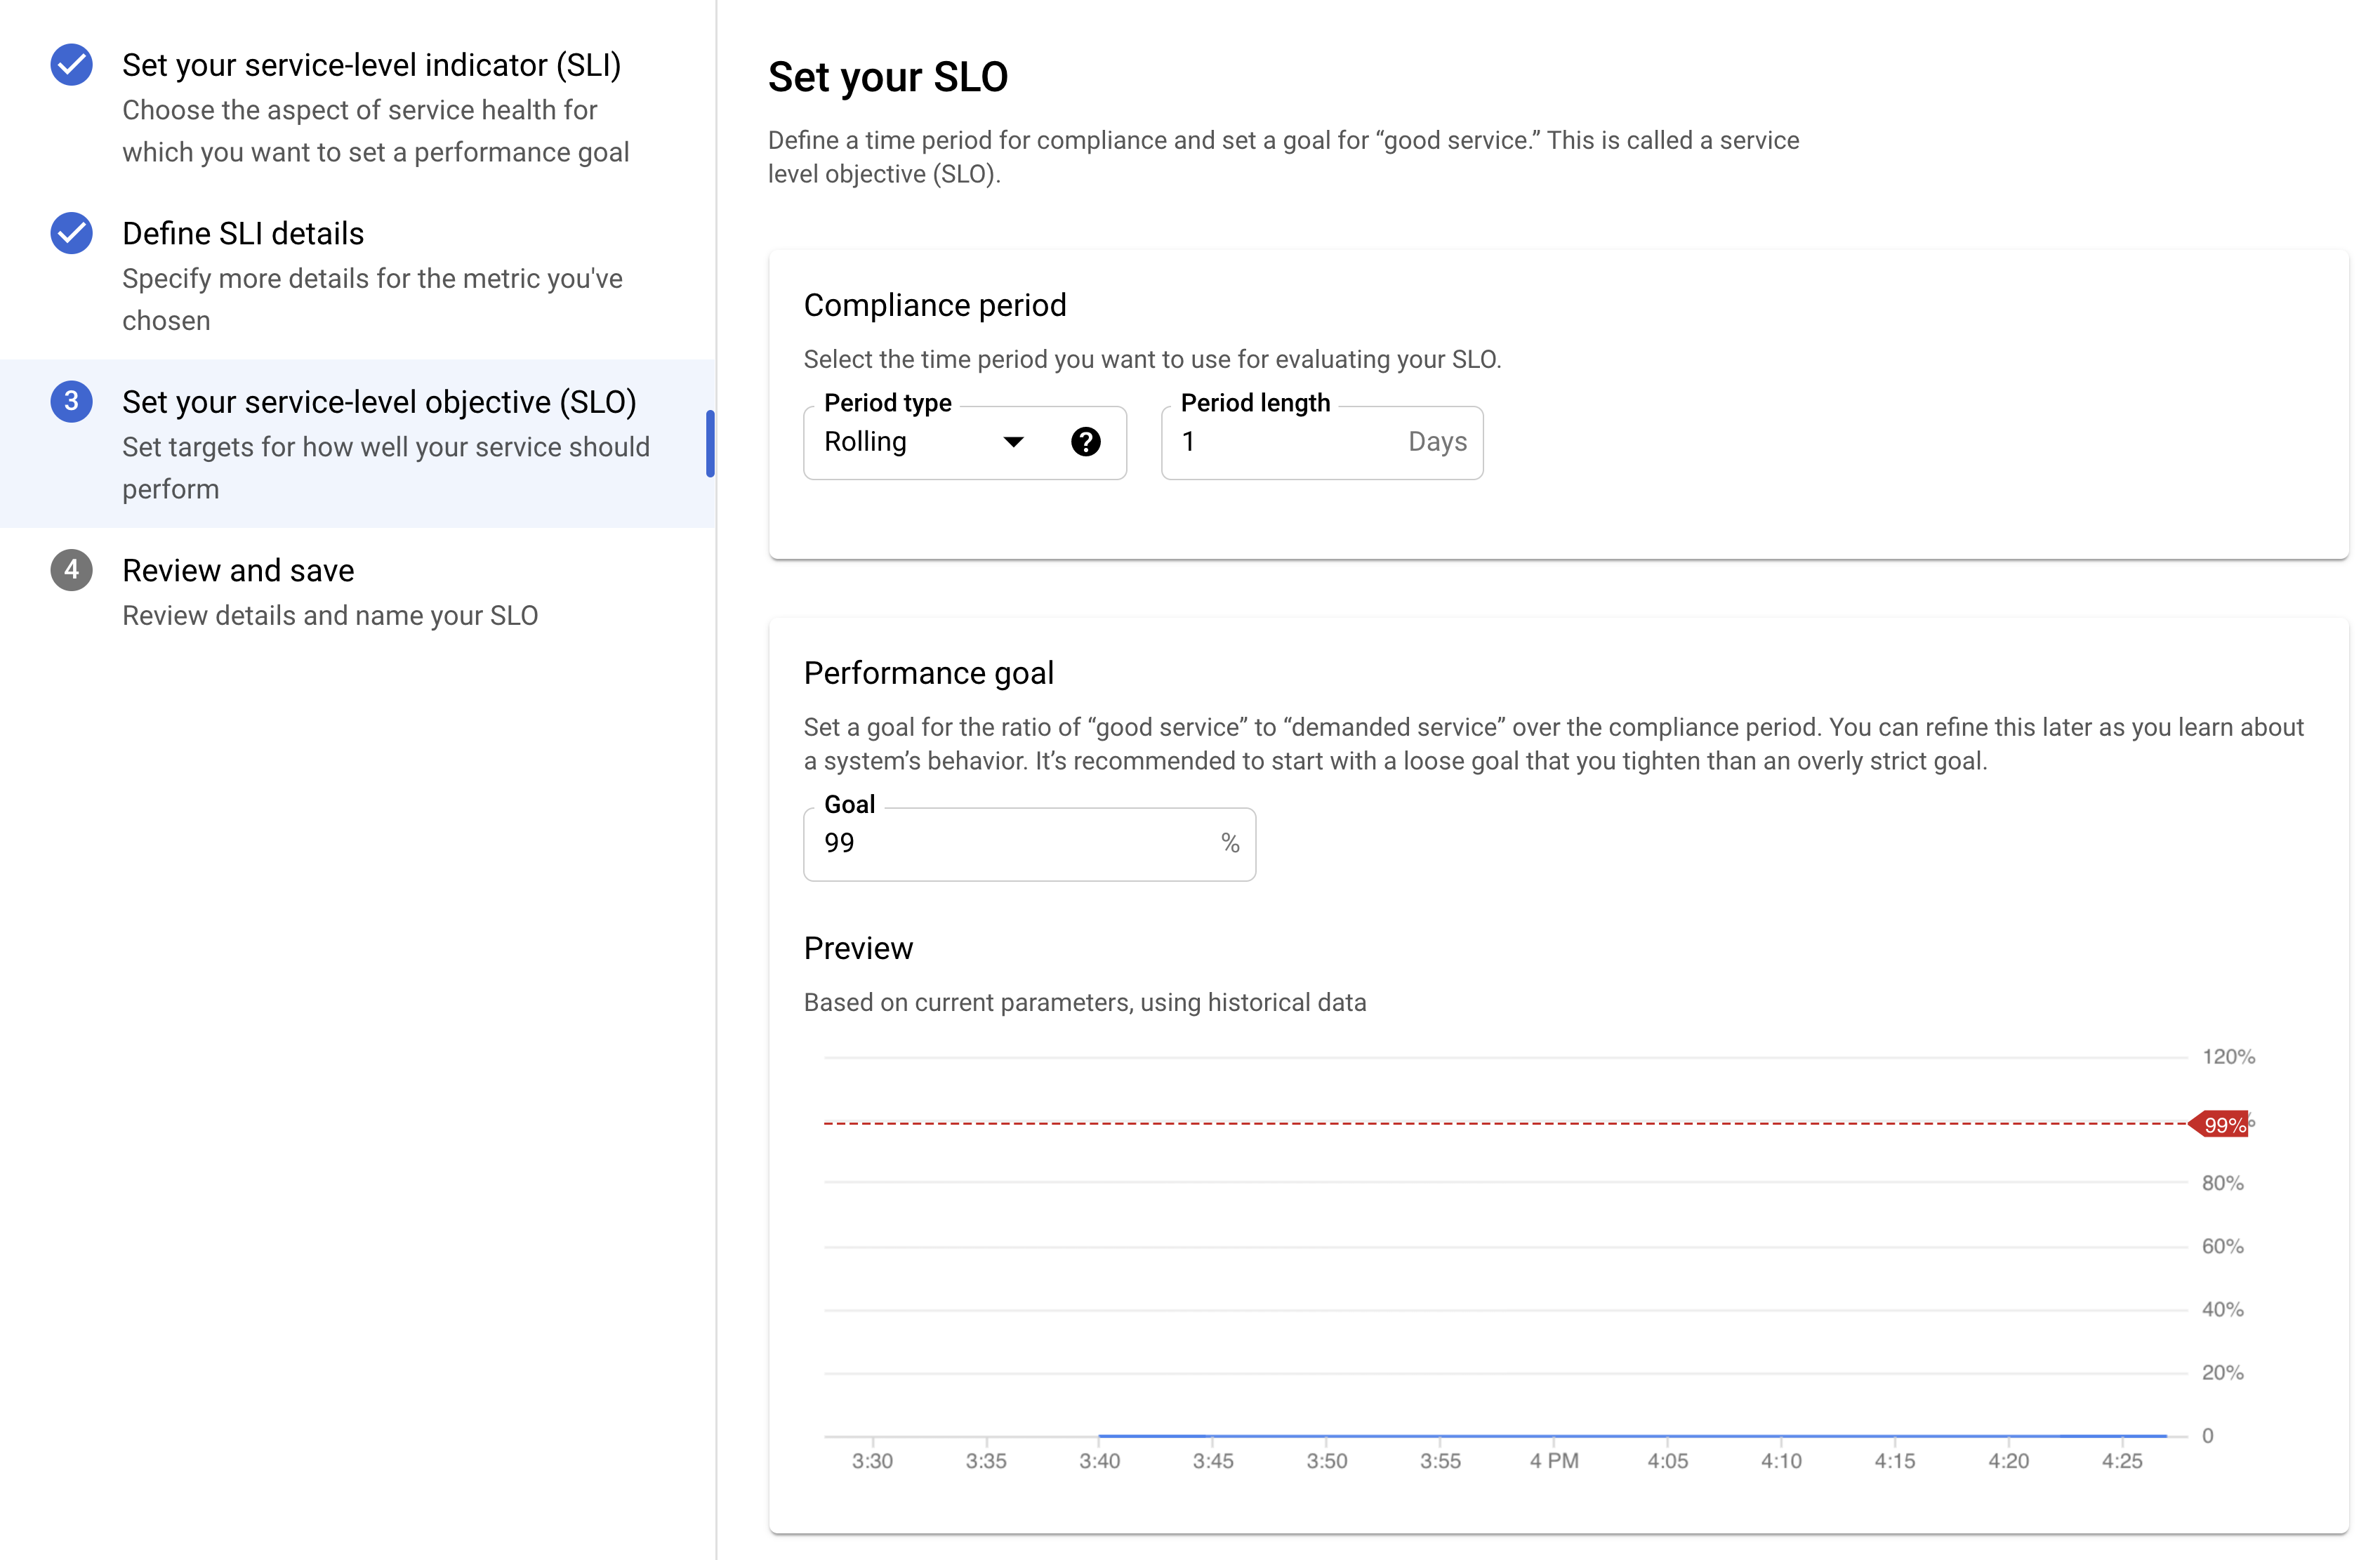 Set your service-level indicator (SLI)
Choose the aspect of service health for
which you want to set a performance goal
Define SLI details
Specify more details for the metric you've
chosen
3
Set your service-level objective (SLO)
Set targets for how well your service should
perform
4
Review and save
Review details and name your SLO
Set your SLO
Define a time period for compliance and set a goal for “good service.” This is called a service
level objective (SLO).
Compliance period
Select the time period you want to use for evaluating your SLO.
Period type
Rolling
?
Period length
1 Days
Performance goal
Set a goal for the ratio of “good service” to “demanded service” over the compliance period. You can refine this later as you learn about
a system’s behavior. It’s recommended to start with a loose goal that you tighten than an overly strict goal.
Goal
99 %
Preview
Based on current parameters, using historical data
120%
99%
80%
60%
40%
20%
0
3:30 3:35 3:40 3:45 3:50 3:55 4 PM 4:05 4:10 4:15 4:20 4:25